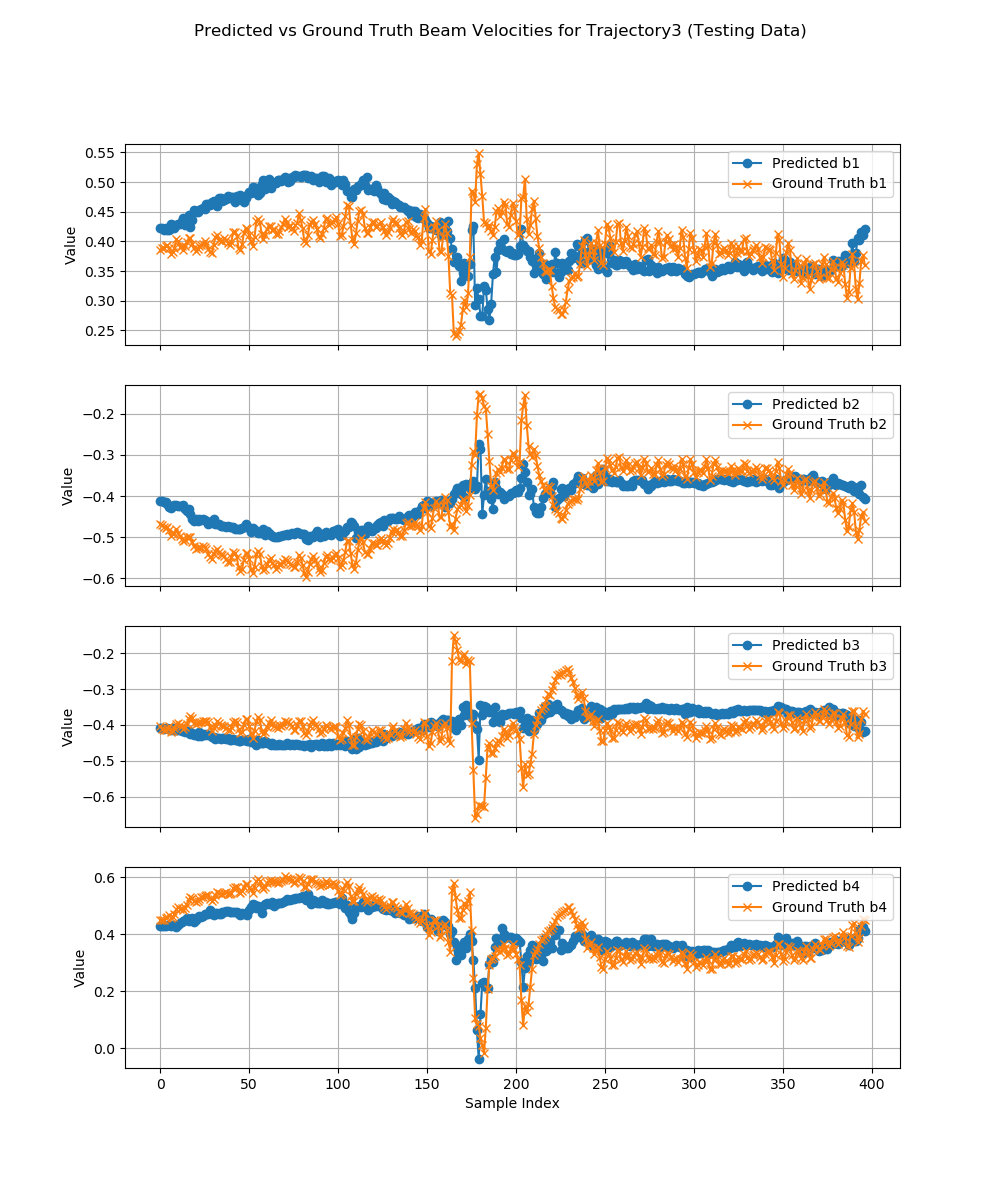 Predicted vs Ground Truth Beam Velocities for Trajectory3 (Testing Data)
0.55
0.50
0.45
0.40
0.35
0.30
0.25
Value
Predicted b1
Ground Truth b1
−0.2
−0.3
−0.4
−0.5
−0.6
Value
Predicted b2
Ground Truth b2
−0.2
−0.3
−0.4
−0.5
−0.6
Value
Predicted b3
Ground Truth b3
0.6
0.4
0.2
0.0
Value
Predicted b4
Ground Truth b4
0 50 100 150 200 250 300 350 400
Sample Index